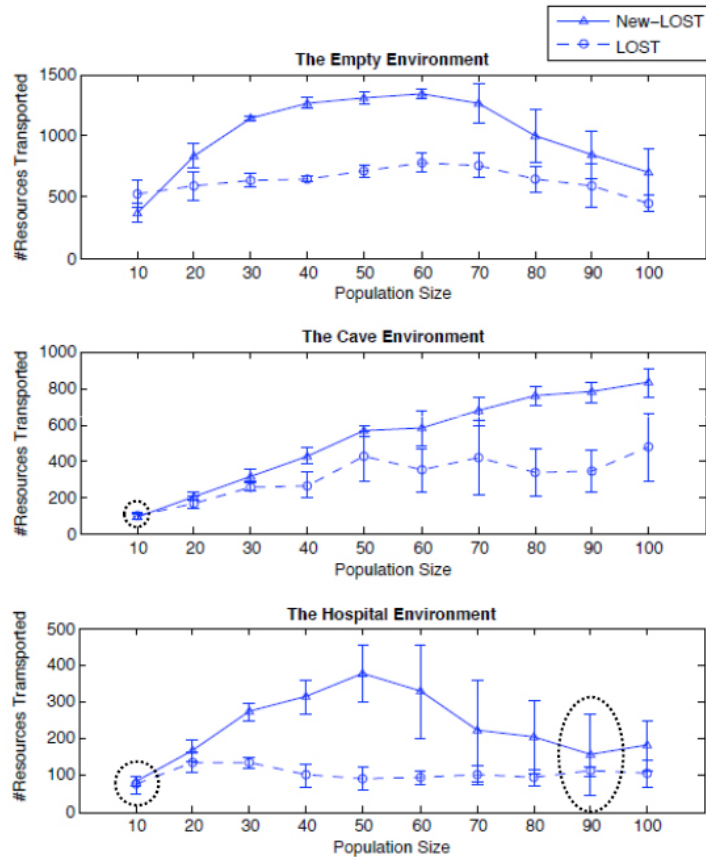 New-LOST
LOST
The Empty Environment
#Resources Transported
1500
1000
500
0
10 20 30 40 50 60 70 80 90 100
Population Size
The Cave Environment
#Resources Transported
1000
800
600
400
200
0
10 20 30 40 50 60 70 80 90 100
Population Size
The Hospital Environment
#Resources Tramsported
500
400
300
200
100
0
10 20 30 40 50 60 70 80 90 100
Population Size